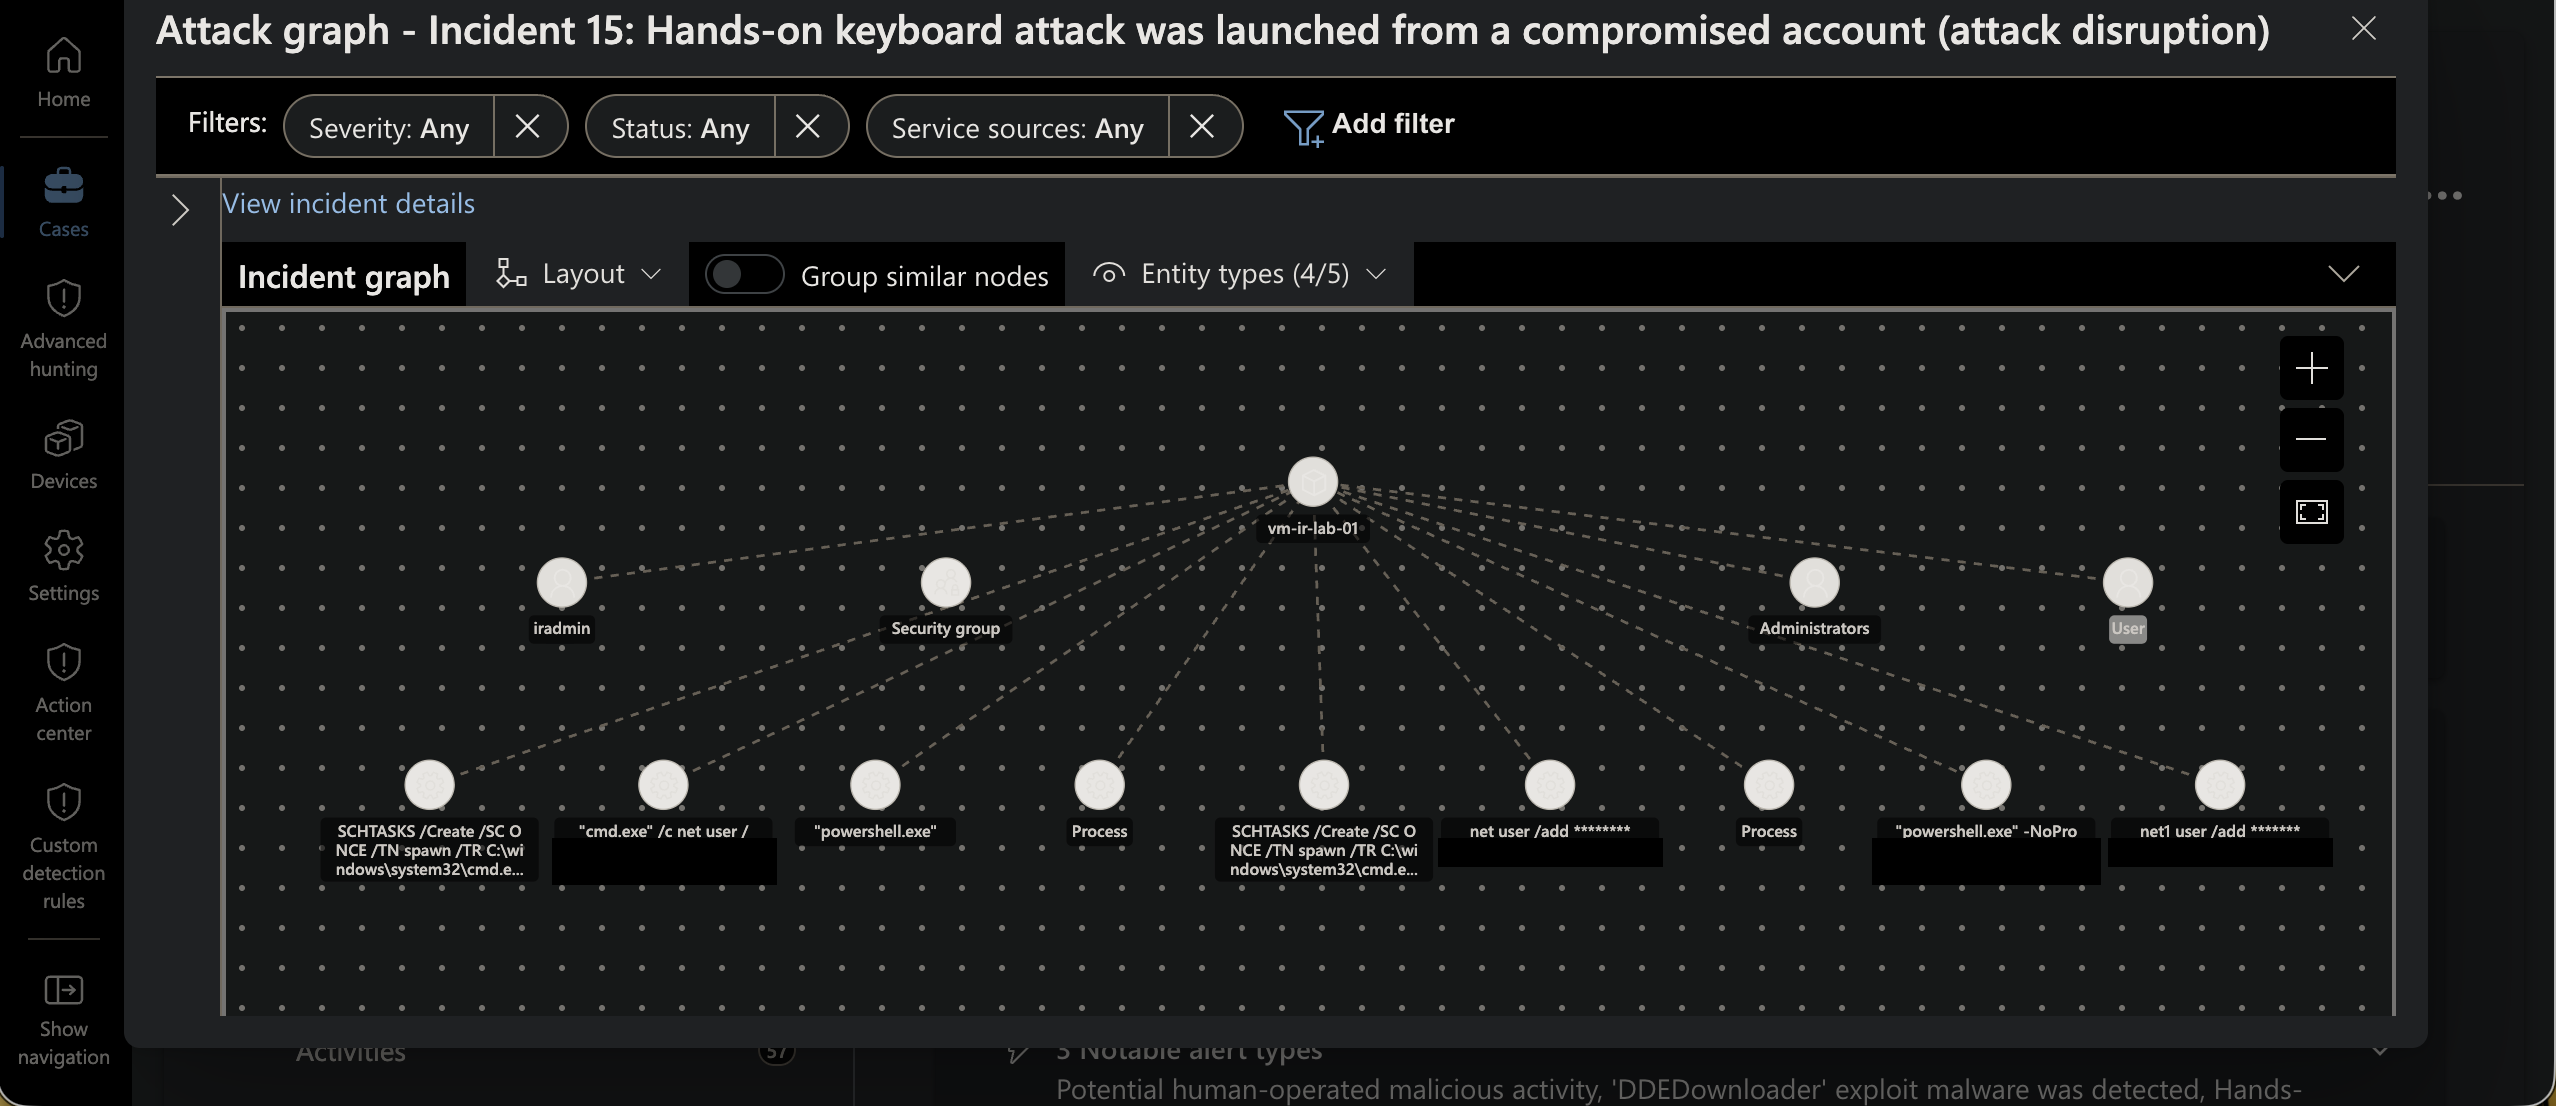 Attack graph - Incident 15: Hands-on keyboard attack was launched from a compromised account (attack disruption)
Home
Cases
Advanced
hunting
Devices
Settings
Action
center
Custom
detection
rules
Show
navigation
Filters:
Severity: Any
Status: Any
Service sources: Any
Add filter
View incident details
Incident graph
Layout
Group similar nodes
Entity types (4/5)
vm-ir-lab-01
iradmin
Security group
Administrators
User
SCHTASKS /Create /SC O
NCE /TN spawn /TR C:\wi
ndows\system32\cmd.e...
"cmd.exe" /c net user /
"powershell.exe"
Process
SCHTASKS /Create /SC O
NCE /TN spawn /TR C:\wi
ndows\system32\cmd.e...
net user /add ********
Process
"powershell.exe" -NoPro
net1 user /add *******
Activities
57
3 Notable alert types
Potential human-operated malicious activity, 'DDEDownloader' exploit malware was detected, Hands-